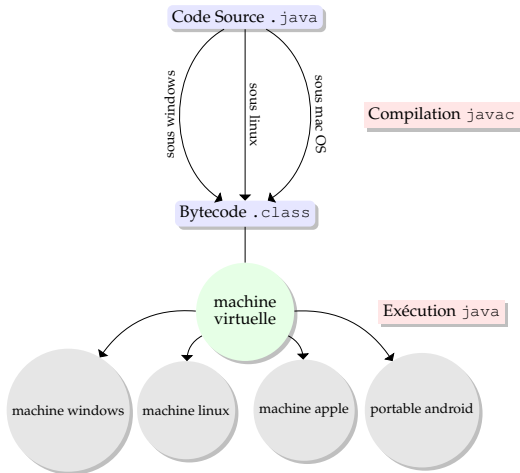 Code Source .java
sous windows
sous linux
sous mac OS
Compilation javac
Bytecode .class
machine
virtuelle
Exécution java
machine windows
machine linux
machine apple
portable android